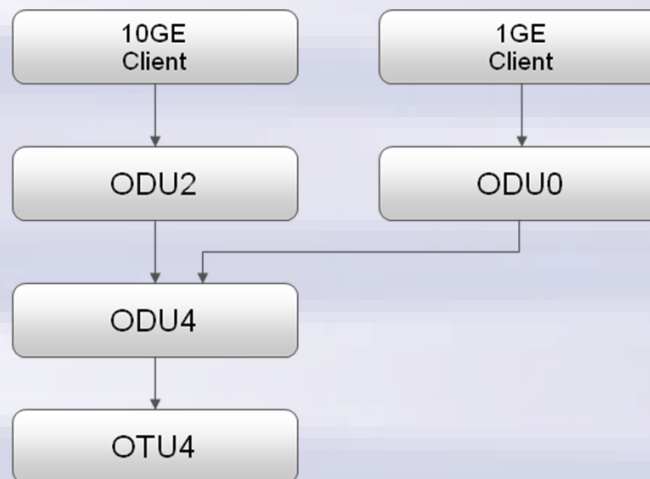 10GE
Client
1GE
Client
ODU2
ODU0
ODU4
OTU4